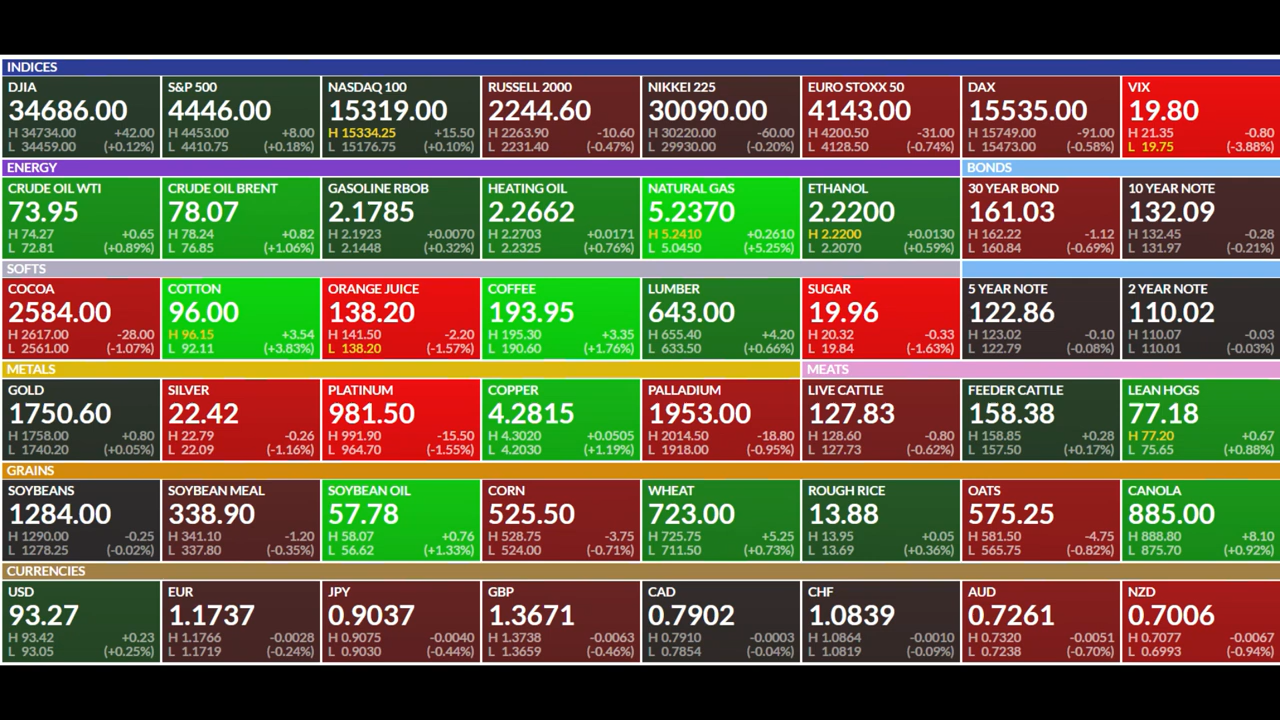 INDICES
DJIA
34686.00
H 34734.00 +42.00
L 34459.00 (+0.12%)
S&P 500
4446.00
H 4453.00 +8.00
L 4410.75 (+0.18%)
NASDAQ 100
15319.00
H 15334.25 +15.50
L 15176.75 (+0.10%)
RUSSELL 2000
2244.60
H 2263.90 -10.60
L 2231.40 (-0.47%)
NIKKEI 225
30090.00
H 30220.00 -60.00
L 29930.00 (-0.20%)
EURO STOXX 50
4143.00
H 4200.50 -31.00
L 4128.50 (-0.74%)
DAX
15535.00
H 15749.00 -91.00
L 15473.00 (-0.58%)
VIX
19.80
H 21.35 -0.80
L 19.75 (-3.88%)
ENERGY
CRUDE OIL WTI
73.95
H 74.27 +0.65
L 72.81 (+0.89%)
CRUDE OIL BRENT
78.07
H 78.24 +0.82
L 76.85 (+1.06%)
GASOLINE RBOB
2.1785
H 2.1923 +0.0070
L 2.1448 (+0.32%)
HEATING OIL
2.2662
H 2.2703 +0.0171
L 2.2325 (+0.76%)
NATURAL GAS
5.2370
H 5.2410 +0.2610
L 5.0450 (+5.25%)
ETHANOL
2.2200
H 2.2200 +0.0130
L 2.2070 (+0.59%)
BONDS
30 YEAR BOND
161.03
H 162.22 -1.12
L 160.84 (-0.69%)
10 YEAR NOTE
132.09
H 132.45 -0.28
L 131.97 (-0.21%)
SOFTS
COCOA
2584.00
H 2617.00 -28.00
L 2561.00 (-1.07%)
COTTON
96.00
H 96.15 +3.54
L 92.11 (+3.83%)
ORANGE JUICE
138.20
H 141.50 -2.20
L 138.20 (-1.57%)
COFFEE
193.95
H 195.30 +3.35
L 190.60 (+1.76%)
LUMBER
643.00
H 655.40 +4.20
L 633.50 (+0.66%)
SUGAR
19.96
H 20.32 -0.33
L 19.84 (-1.63%)
5 YEAR NOTE
122.86
H 123.02 -0.10
L 122.79 (-0.08%)
2 YEAR NOTE
110.02
H 110.07 -0.03
L 110.01 (-0.03%)
METALS
GOLD
1750.60
H 1758.00 +0.80
L 1740.20 (+0.05%)
SILVER
22.42
H 22.79 -0.26
L 22.09 (-1.16%)
PLATINUM
981.50
H 991.90 -15.50
L 964.70 (-1.55%)
COPPER
4.2815
H 4.3020 +0.0505
L 4.2030 (+1.19%)
PALLADIUM
1953.00
H 2014.50 -18.80
L 1918.00 (-0.95%)
MEATS
LIVE CATTLE
127.83
H 128.60 -0.80
L 127.73 (-0.62%)
FEEDER CATTLE
158.38
H 158.85 +0.28
L 157.50 (+0.17%)
LEAN HOGS
77.18
H 77.20 +0.67
L 75.65 (+0.88%)
GRAINS
SOYBEANS
1284.00
H 1290.00 -0.25
L 1278.25 (-0.02%)
SOYBEAN MEAL
338.90
H 341.10 -1.20
L 337.80 (-0.35%)
SOYBEAN OIL
57.78
H 58.07 +0.76
L 56.62 (+1.33%)
CORN
525.50
H 528.75 -3.75
L 524.00 (-0.71%)
WHEAT
723.00
H 725.75 +5.25
L 711.50 (+0.73%)
ROUGH RICE
13.88
H 13.95 +0.05
L 13.69 (+0.36%)
OATS
575.25
H 581.50 -4.75
L 565.75 (-0.82%)
CANOLA
885.00
H 888.80 +8.10
L 875.70 (+0.92%)
CURRENCIES
USD
93.27
H 93.42 +0.23
L 93.05 (+0.25%)
EUR
1.1737
H 1.1766 -0.0028
L 1.1719 (-0.24%)
JPY
0.9037
H 0.9075 -0.0040
L 0.9030 (-0.44%)
GBP
1.3671
H 1.3738 -0.0063
L 1.3659 (-0.46%)
CAD
0.7902
H 0.7910 -0.0003
L 0.7854 (-0.04%)
CHF
1.0839
H 1.0864 -0.0010
L 1.0819 (-0.09%)
AUD
0.7261
H 0.7320 -0.0051
L 0.7238 (-0.70%)
NZD
0.7006
H 0.7077 -0.0067
L 0.6993 (-0.94%)